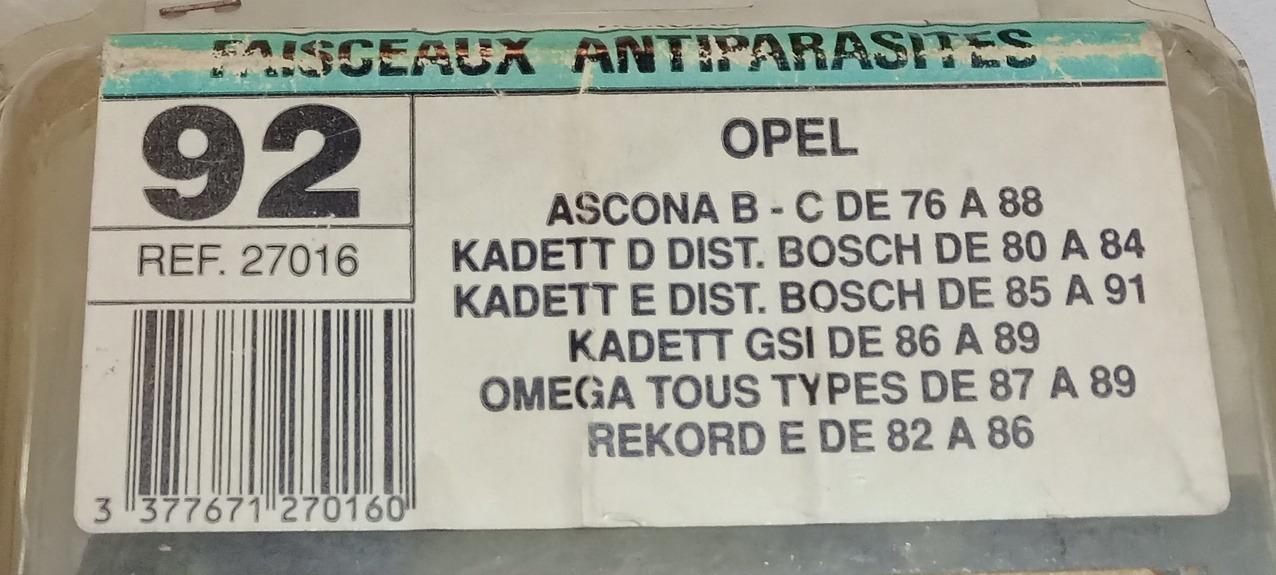 FAISCEAUX ANTIPARASITES
92
REF. 27016
3 377671 270160
OPEL
ASCONA B - C DE 76 A 88
KADETT D DIST. BOSCH DE 80 A 84
KADETT E DIST. BOSCH DE 85 A 91
KADETT GSI DE 86 A 89
OMEGA TOUS TYPES DE 87 A 89
REKORD E DE 82 A 86